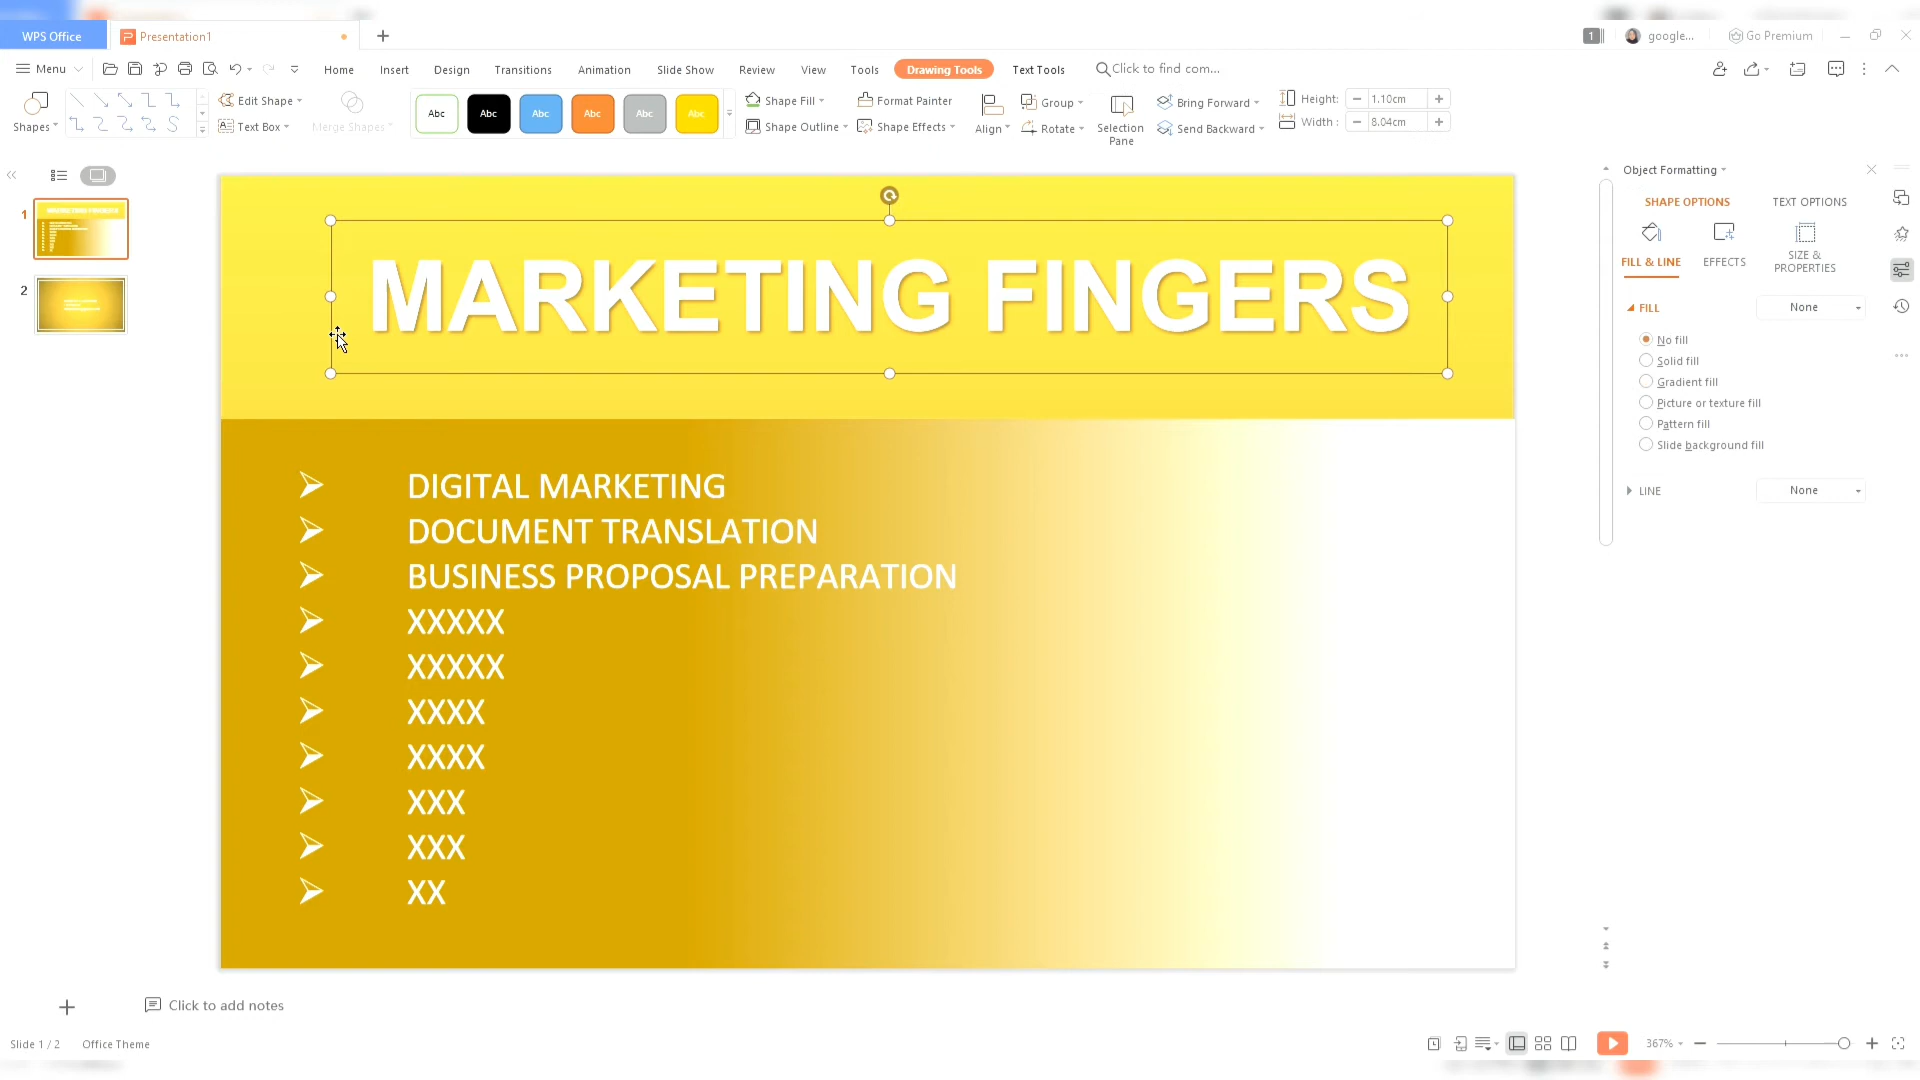 WPS Office
Presentation1
1
google...
Go Premium
Menu
Home
Insert
Design
Transitions
Animation
Slide Show
Review
View
Tools
Drawing Tools
Text Tools
Click to find com...
Shapes
Edit Shape
Text Box
Merge Shapes
Abc
Abc
Abc
Abc
Abc
Abc
Shape Fill
Shape Outline
Format Painter
Shape Effects
Align
Group
Rotate
Selection
Pane
Bring Forward
Send Backward
Height:
1.10cm
Width :
8.04cm
1
2
MARKETING FINGERS
DIGITAL MARKETING
DOCUMENT TRANSLATION
BUSINESS PROPOSAL PREPARATION
XXXXX
XXXXX
XXXX
XXXX
XXX
XXX
XX
Object Formatting
SHAPE OPTIONS
TEXT OPTIONS
FILL & LINE
EFFECTS
SIZE &
PROPERTIES
FILL
None
No fill
Solid fill
Gradient fill
Picture or texture fill
Pattern fill
Slide background fill
LINE
None
Click to add notes
Slide 1 / 2
Office Theme
367%